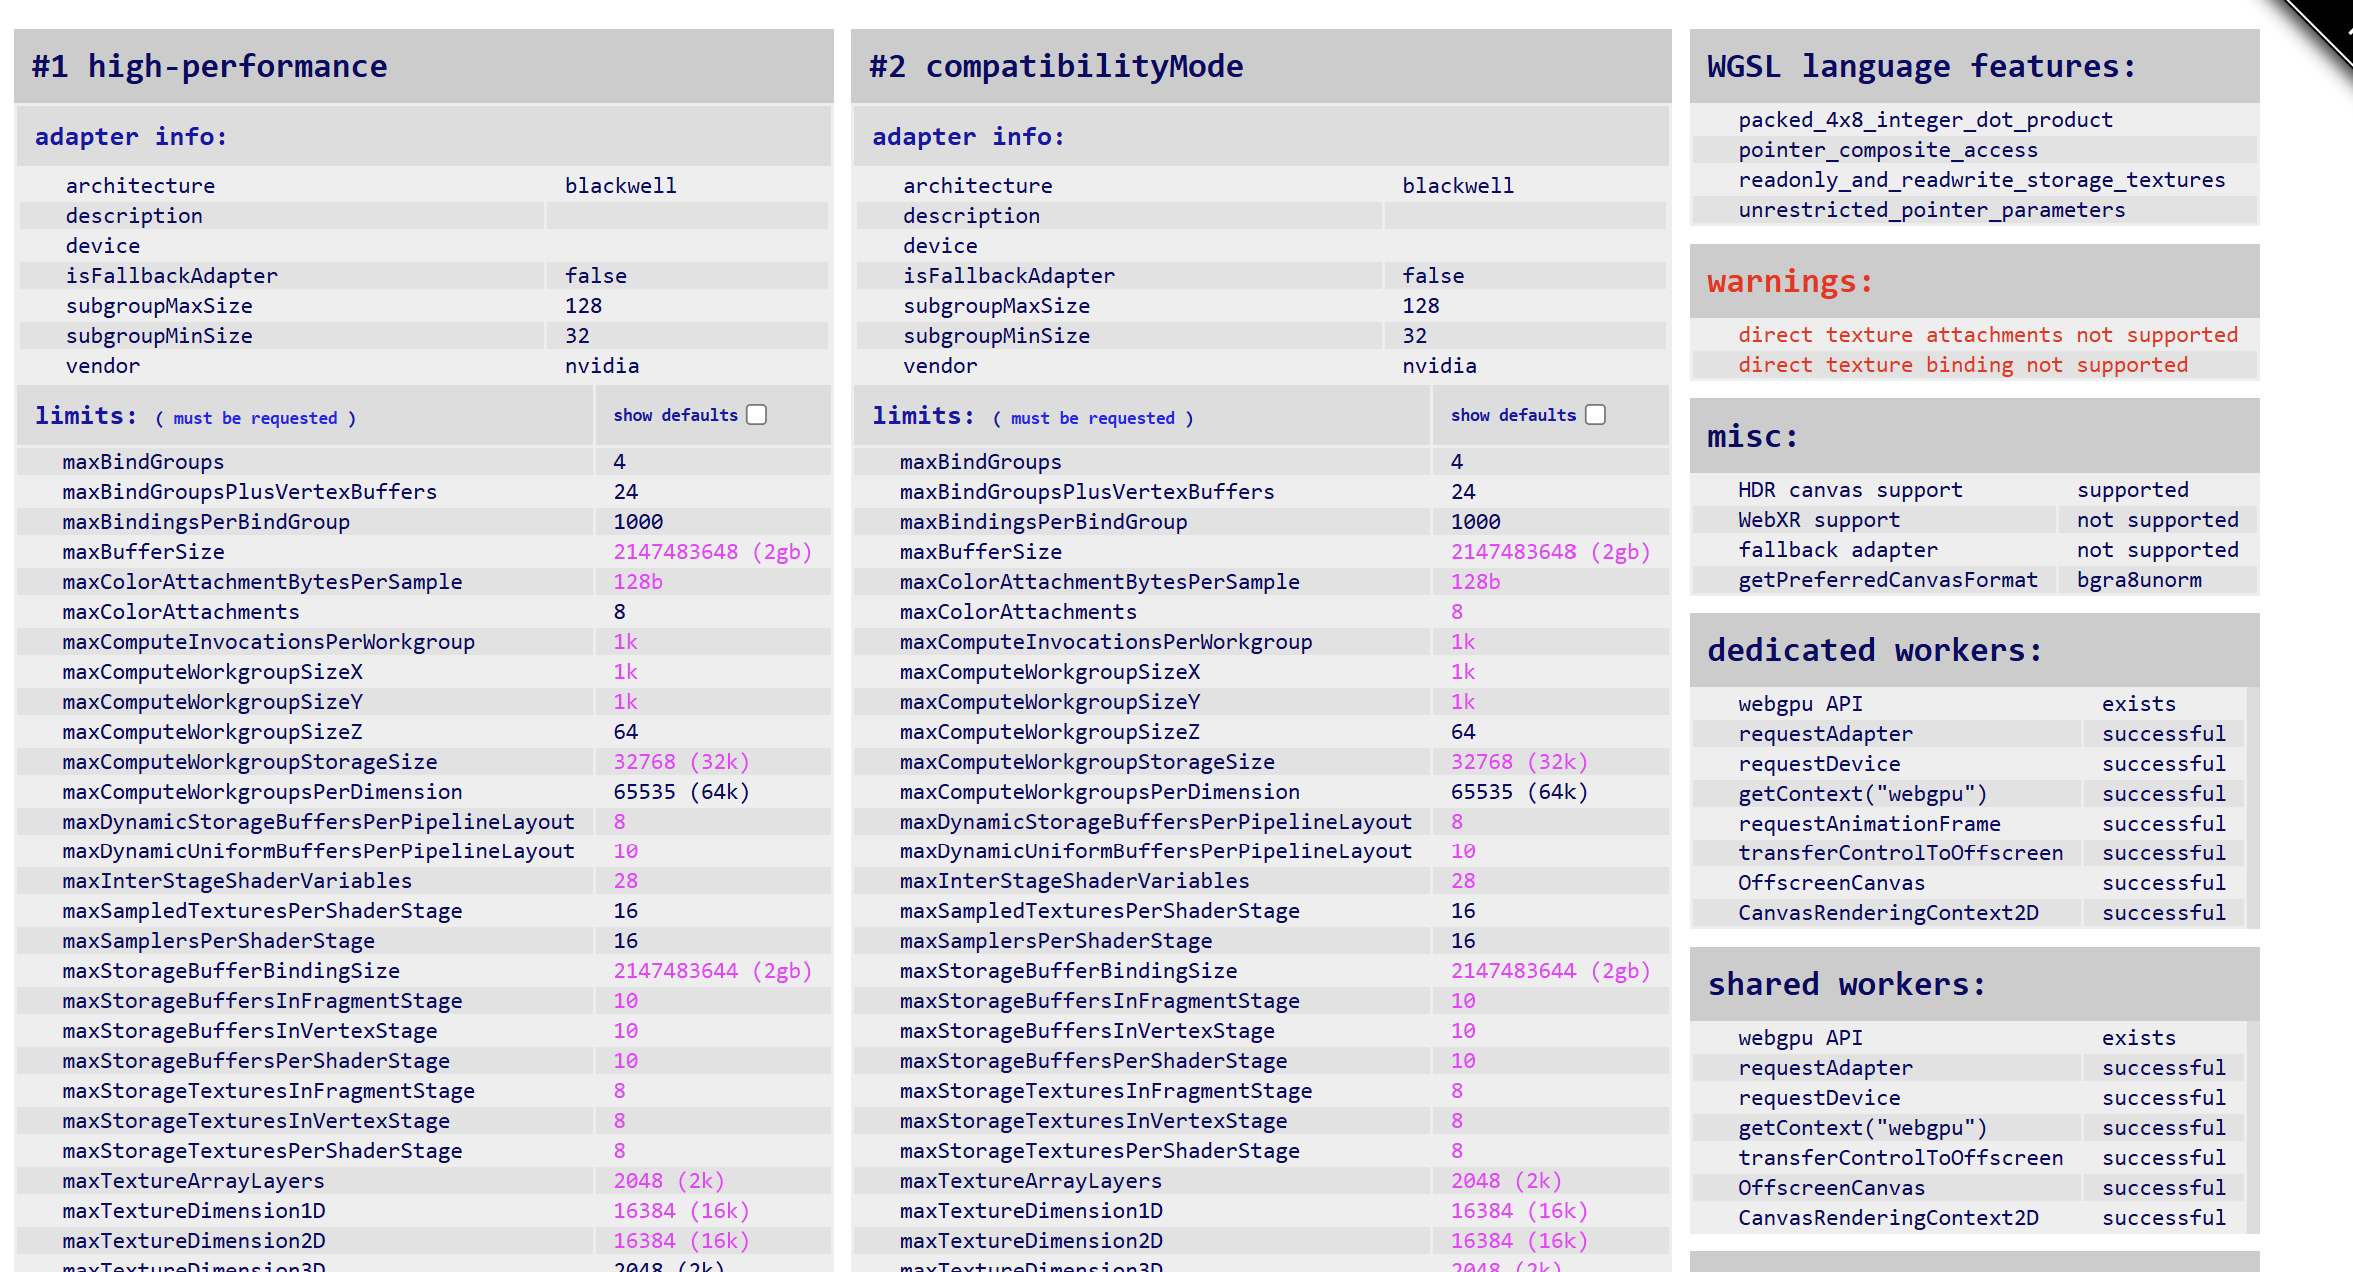 #1 high-performance
adapter info:
architecture blackwell
description
device
isFallbackAdapter false
subgroupMaxSize 128
subgroupMinSize 32
vendor nvidia
limits: ( must be requested ) show defaults
maxBindGroups 4
maxBindGroupsPlusVertexBuffers 24
maxBindingsPerBindGroup 1000
maxBufferSize 2147483648 (2gb)
maxColorAttachmentBytesPerSample 128b
maxColorAttachments 8
maxComputeInvocationsPerWorkgroup 1k
maxComputeWorkgroupSizeX 1k
maxComputeWorkgroupSizeY 1k
maxComputeWorkgroupSizeZ 64
maxComputeWorkgroupStorageSize 32768 (32k)
maxComputeWorkgroupsPerDimension 65535 (64k)
maxDynamicStorageBuffersPerPipelineLayout 8
maxDynamicUniformBuffersPerPipelineLayout 10
maxInterStageShaderVariables 28
maxSampledTexturesPerShaderStage 16
maxSamplersPerShaderStage 16
maxStorageBufferBindingSize 2147483644 (2gb)
maxStorageBuffersInFragmentStage 10
maxStorageBuffersInVertexStage 10
maxStorageBuffersPerShaderStage 10
maxStorageTexturesInFragmentStage 8
maxStorageTexturesInVertexStage 8
maxStorageTexturesPerShaderStage 8
maxTextureArrayLayers 2048 (2k)
maxTextureDimension1D 16384 (16k)
maxTextureDimension2D 16384 (16k)
maxTextureDimension3D 2048 (2k)
#2 compatibilityMode
adapter info:
architecture blackwell
description
device
isFallbackAdapter false
subgroupMaxSize 128
subgroupMinSize 32
vendor nvidia
limits: ( must be requested ) show defaults
maxBindGroups 4
maxBindGroupsPlusVertexBuffers 24
maxBindingsPerBindGroup 1000
maxBufferSize 2147483648 (2gb)
maxColorAttachmentBytesPerSample 128b
maxColorAttachments 8
maxComputeInvocationsPerWorkgroup 1k
maxComputeWorkgroupSizeX 1k
maxComputeWorkgroupSizeY 1k
maxComputeWorkgroupSizeZ 64
maxComputeWorkgroupStorageSize 32768 (32k)
maxComputeWorkgroupsPerDimension 65535 (64k)
maxDynamicStorageBuffersPerPipelineLayout 8
maxDynamicUniformBuffersPerPipelineLayout 10
maxInterStageShaderVariables 28
maxSampledTexturesPerShaderStage 16
maxSamplersPerShaderStage 16
maxStorageBufferBindingSize 2147483644 (2gb)
maxStorageBuffersInFragmentStage 10
maxStorageBuffersInVertexStage 10
maxStorageBuffersPerShaderStage 10
maxStorageTexturesInFragmentStage 8
maxStorageTexturesInVertexStage 8
maxStorageTexturesPerShaderStage 8
maxTextureArrayLayers 2048 (2k)
maxTextureDimension1D 16384 (16k)
maxTextureDimension2D 16384 (16k)
maxTextureDimension3D 2048 (2k)
WGSL language features:
packed_4x8_integer_dot_product
pointer_composite_access
readonly_and_readwrite_storage_textures
unrestricted_pointer_parameters
warnings:
direct texture attachments not supported
direct texture binding not supported
misc:
HDR canvas support supported
WebXR support not supported
fallback adapter not supported
getPreferredCanvasFormat bgra8unorm
dedicated workers:
webgpu API exists
requestAdapter successful
requestDevice successful
getContext("webgpu") successful
requestAnimationFrame successful
transferControlToOffscreen successful
OffscreenCanvas successful
CanvasRenderingContext2D successful
shared workers:
webgpu API exists
requestAdapter successful
requestDevice successful
getContext("webgpu") successful
transferControlToOffscreen successful
OffscreenCanvas successful
CanvasRenderingContext2D successful